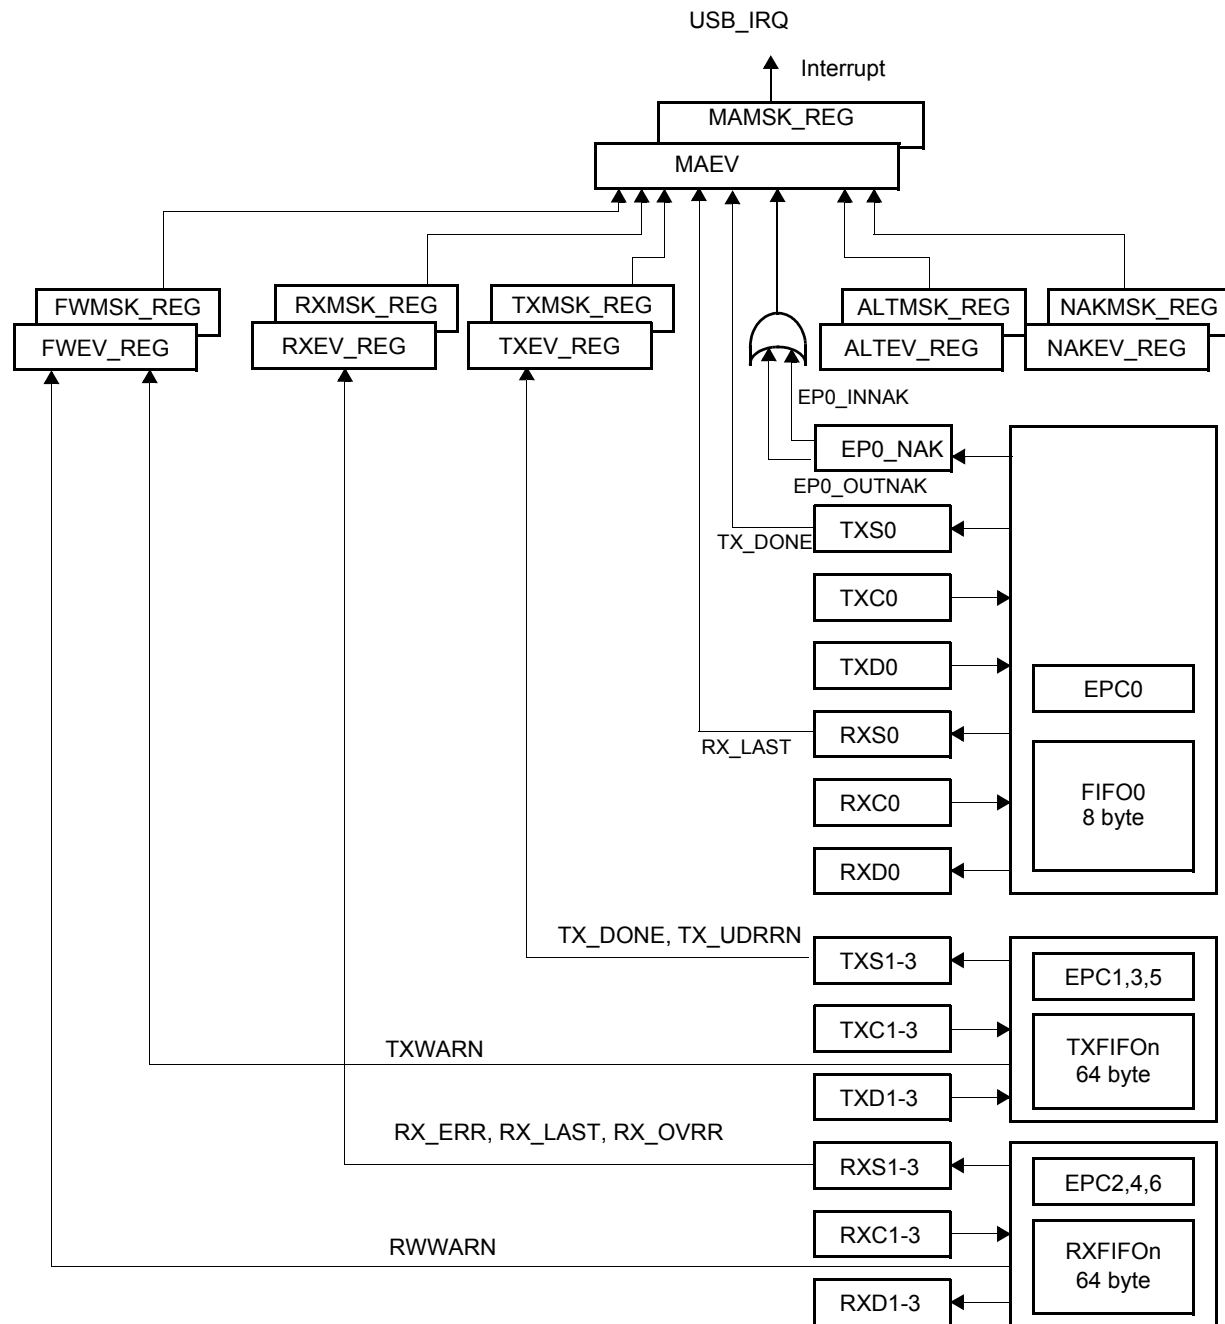 USB_IRQ
Interrupt
MAMSK_REG
MAEV
FWMSK_REG
RXMSK_REG
TXMSK_REG
ALTMSK_REG
NAKMSK_REG
FWEV_REG
RXEV_REG
TXEV_REG
ALTEV_REG
NAKEV_REG
EP0_INNAK
EP0_NAK
EP0_OUTNAK
TX_DONE
TXS0
TXC0
TXD0
EPC0
RX_LAST
RXS0
RXC0
FIFO0
8 byte
RXD0
TX_DONE, TX_UDRRN
TXS1-3
EPC1,3,5
TXC1-3
TXWARN
TXFIFOn
64 byte
TXD1-3
RX_ERR, RX_LAST, RX_OVRR
RXS1-3
EPC2,4,6
RXC1-3
RWWARN
RXFIFOn
64 byte
RXD1-3